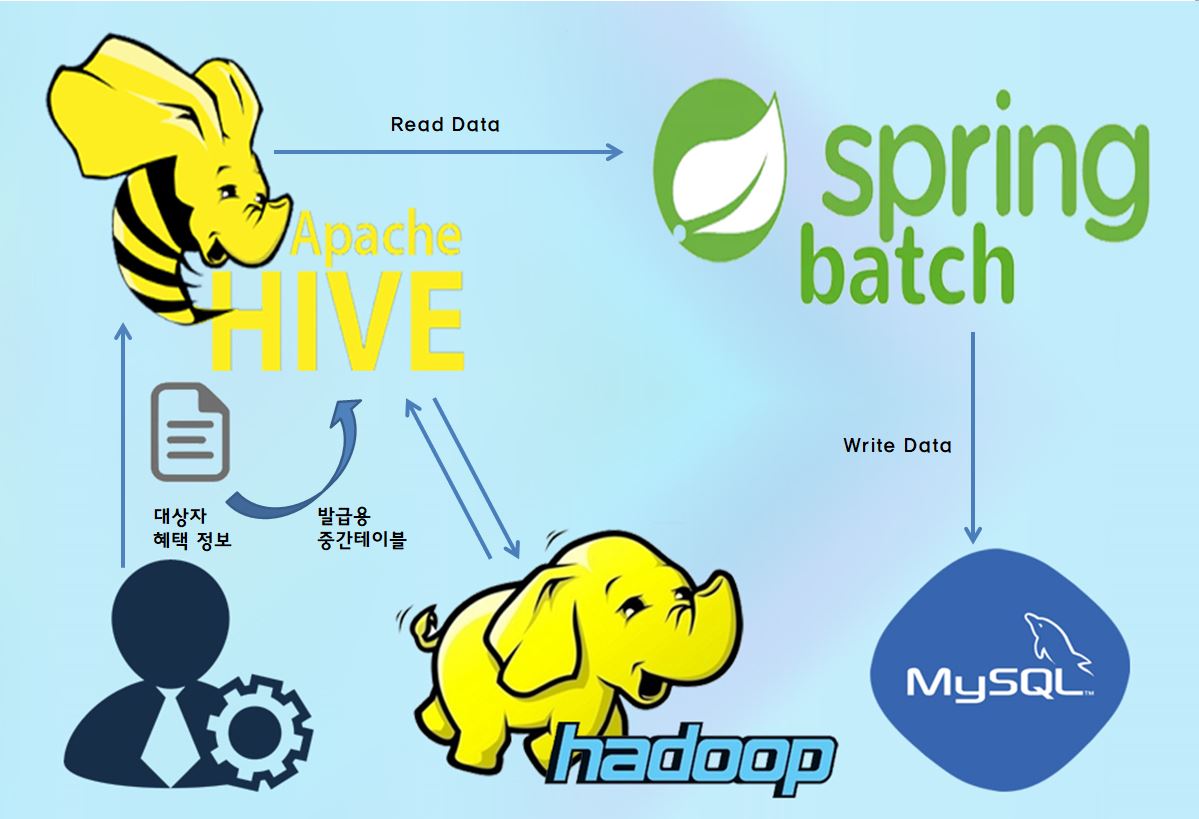 Read Data
Apache
HIVE
spring
batch
Write Data
대상자
혜택 정보
발급용
중간테이블
hadoop
MySQL™